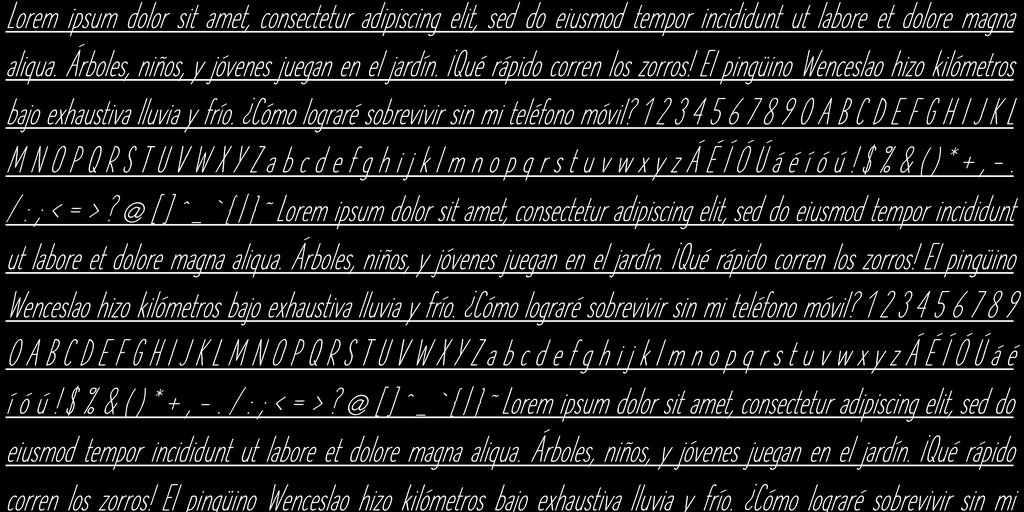 Lorem ipsum dolor sit amet, consectetur adipiscing elit, sed do eiusmod tempor incididunt ut labore et dolore magna
aliqua. Árboles, niños, y jóvenes juegan en el jardín. ¡Qué rápido corren los zorros! El pingüino Wenceslao hizo kilómetros
bajo exhaustiva lluvia y frío. ¿Cómo lograré sobrevivir sin mi teléfono móvil? 1 2 3 4 5 6 7 8 9 0 A B C D E F G H I J K L
M N O P Q R S T U V W X Y Z a b c d e f g h i j k l m n o p q r s t u v w x y z Á É Í Ó Ú á é í ó ú ! $ % & ( ) * + , - .
/ : ; < = > ? @ [ ] ^ _ ` { | } ~ Lorem ipsum dolor sit amet, consectetur adipiscing elit, sed do eiusmod tempor incididunt
ut labore et dolore magna aliqua. Árboles, niños, y jóvenes juegan en el jardín. ¡Qué rápido corren los zorros! El pingüino
Wenceslao hizo kilómetros bajo exhaustiva lluvia y frío. ¿Cómo lograré sobrevivir sin mi teléfono móvil? 1 2 3 4 5 6 7 8 9
0 A B C D E F G H I J K L M N O P Q R S T U V W X Y Z a b c d e f g h i j k l m n o p q r s t u v w x y z Á É Í Ó Ú á é
í ó ú ! $ % & ( ) * + , - . / : ; < = > ? @ [ ] ^ _ ` { | } ~ Lorem ipsum dolor sit amet, consectetur adipiscing elit, sed do
eiusmod tempor incididunt ut labore et dolore magna aliqua. Árboles, niños, y jóvenes juegan en el jardín. ¡Qué rápido
corren los zorros! El pingüino Wenceslao hizo kilómetros bajo exhaustiva lluvia y frío. ¿Cómo lograré sobrevivir sin mi